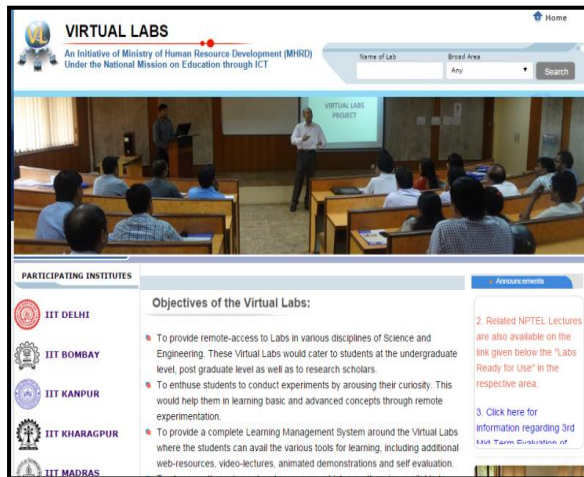 Home
VIRTUAL LABS
An Initiative of Ministry of Human Resource Development (MHRD)
Under the National Mission on Education through ICT
Name of Lab
Broad Area
Any
Search
VIRTUAL LABS
PROJECT
PARTICIPATING INSTITUTES
IIT DELHI
IIT BOMBAY
IIT KANPUR
IIT KHARAGPUR
IIT MADRAS
Objectives of the Virtual Labs:
To provide remote-access to Labs in various disciplines of Science and
Engineering. These Virtual Labs would cater to students at the undergraduate
level, post graduate level as well as to research scholars.
To enthuse students to conduct experiments by arousing their curiosity. This
would help them in learning basic and advanced concepts through remote
experimentation.
To provide a complete Learning Management System around the Virtual Labs
where the students can avail the various tools for learning, including additional
web-resources, video-lectures, animated demonstrations and self evaluation.
Announcements
2. Related NPTEL Lectures
are also available on the
link given below the "Labs
Ready for Use" in the
respective area.
3. Click here for
information regarding 3rd
Mid-Term Evaluation of